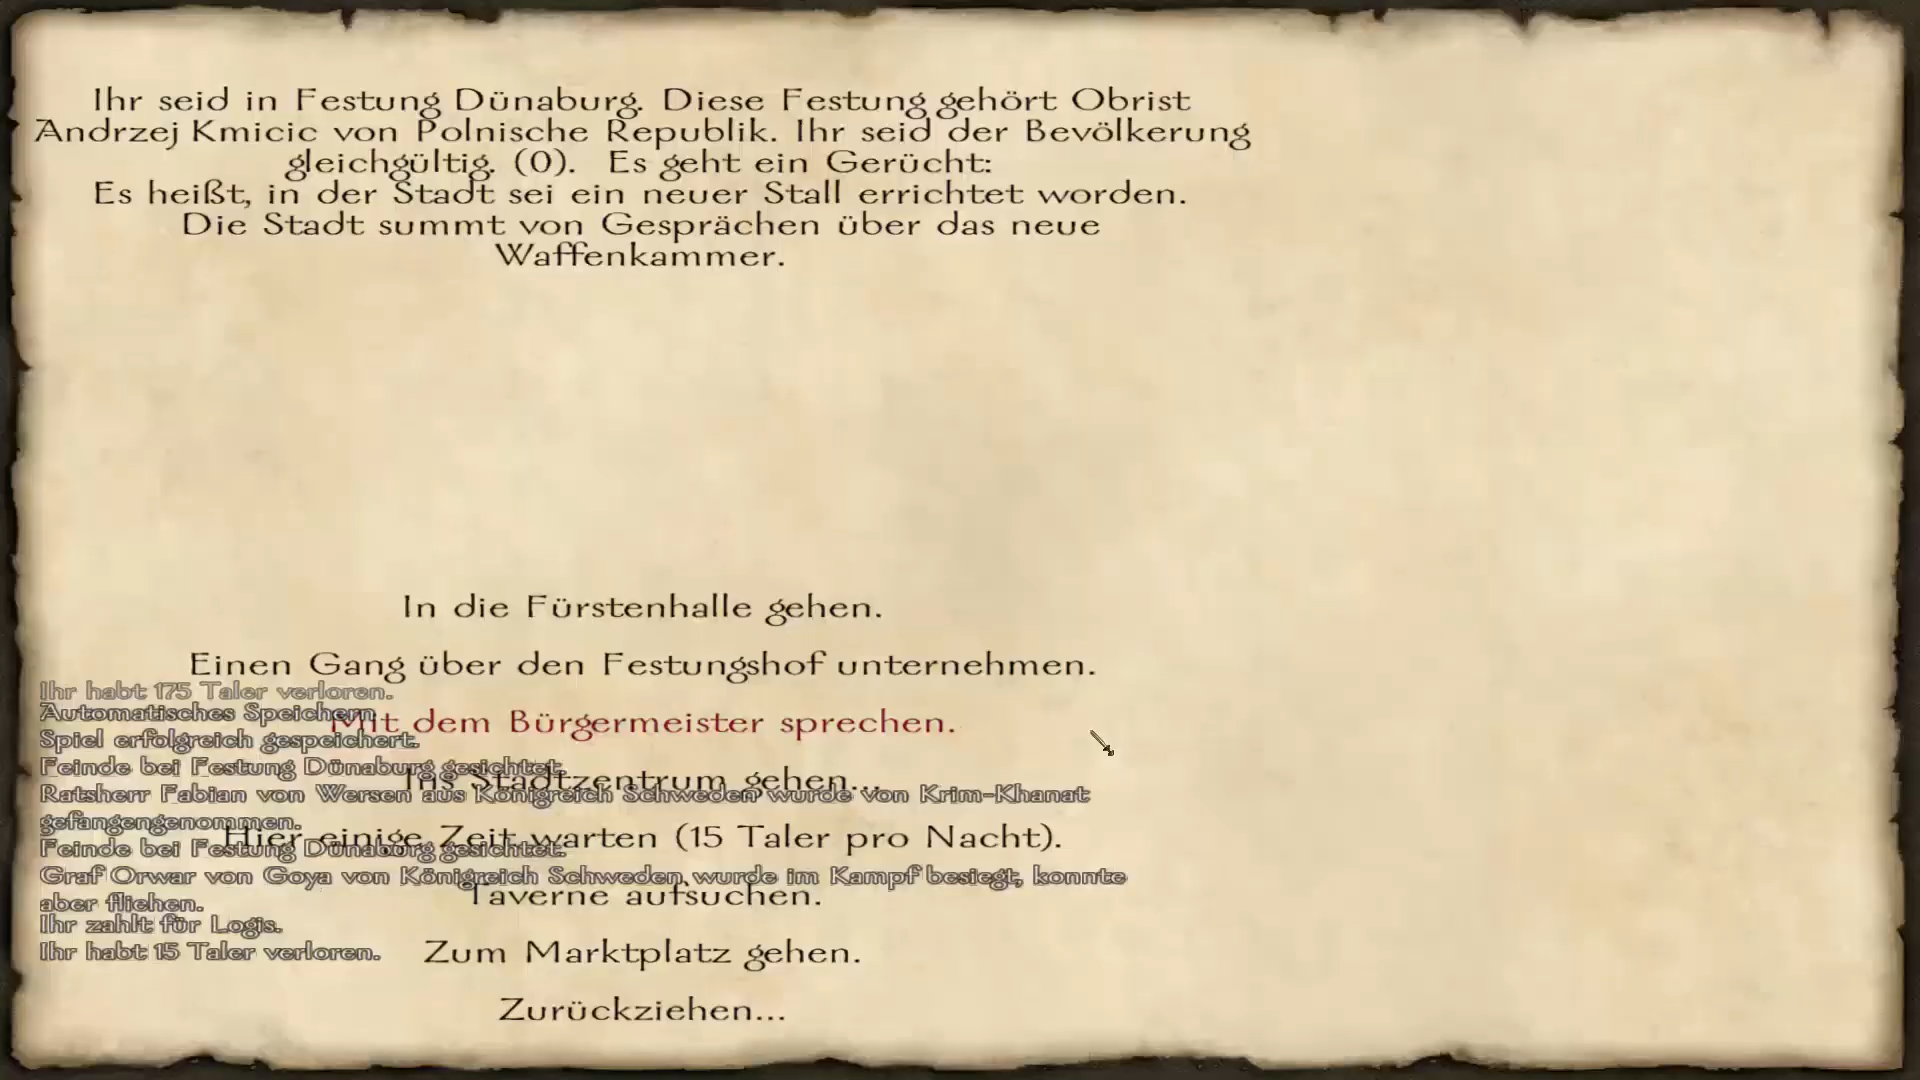 Ihr seid in Festung Dünaburg. Diese Festung gehört Obrist
Andrzej Kmicic von Polnische Republik. Ihr seid der Bevölkerung
gleichgültig. (0). Es geht ein Gerücht:
Es heißt, in der Stadt sei ein neuer Stall errichtet worden.
Die Stadt summt von Gesprächen über das neue
Waffenkammer.
In die Fürstenhalle gehen.
Einen Gang über den Festungshof unternehmen.
Ihr habt 175 Taler verloren.
Automatisches Speichern
Mit dem Bürgermeister sprechen.
Spiel erfolgreich gespeichert.
Feinde bei Festung Dünaburg gesichtet.
Ins Stadtzentrum gehen...
Ratsherr Fabian von Wersen aus Königreich Schweden wurde von Krim-Khanat
gefangengenommen.
Hier einige Zeit warten (15 Taler pro Nacht).
Feinde bei Festung Dünaburg gesichtet.
Graf Orwar von Goya von Königreich Schweden wurde im Kampf besiegt, konnte
aber fliehen.
Taverne aufsuchen.
Ihr zahlt für Logis.
Ihr habt 15 Taler verloren.
Zum Marktplatz gehen.
Zurückziehen...